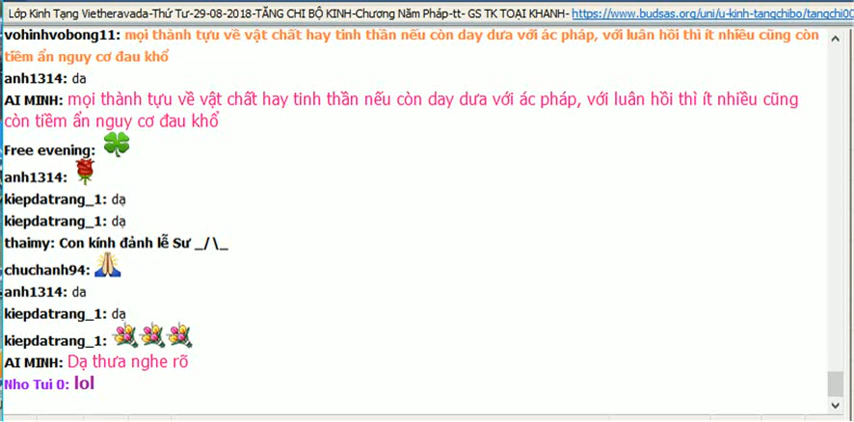 Lớp Kinh Tạng Vietheravada-Thứ Tư-29-08-2018-TĂNG CHI BỘ KINH-Chương Năm Pháp-tt- GS TK TOẠI KHANH- https://www.budsas.org/uni/u-kinh-tangchibo/tangchi0
vohinhvobong11: mọi thành tựu về vật chất hay tinh thần nếu còn day dưa với ác pháp, với luân hồi thì ít nhiều cũng còn
tiềm ẩn nguy cơ đau khổ
anh1314: da
AI MINH: mọi thành tựu về vật chất hay tinh thần nếu còn day dưa với ác pháp, với luân hồi thì ít nhiều cũng
còn tiềm ẩn nguy cơ đau khổ
Free evening:
anh1314:
kiepdatrang_1: dạ
kiepdatrang_1: dạ
thaimy: Con kính đảnh lễ Sư _/\_
chuchanh94:
anh1314: da
kiepdatrang_1: dạ
kiepdatrang_1:
AI MINH: Dạ thưa nghe rõ
Nho Tui 0: lol